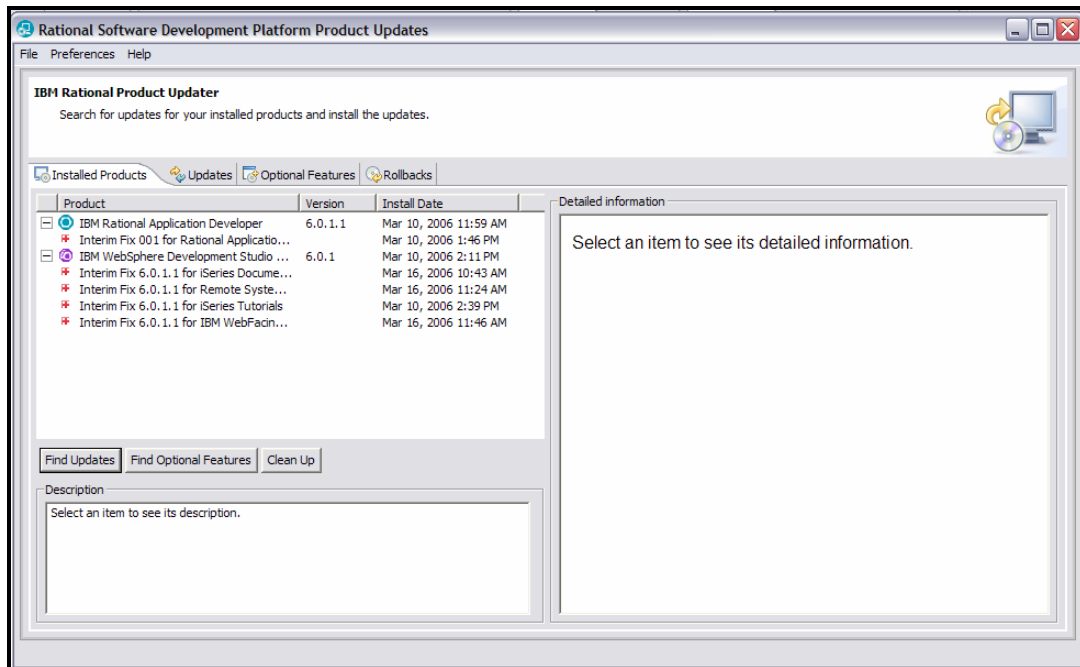 Rational Software Development Platform Product Updates
File Preferences Help
IBM Rational Product Updater
Search for updates for your installed products and install the updates.
Installed Products Updates Optional Features Rollbacks
Product Version Install Date
IBM Rational Application Developer 6.0.1.1 Mar 10, 2006 11:59 AM
Interim Fix 001 for Rational Applicatio... Mar 10, 2006 1:46 PM
IBM WebSphere Development Studio ... 6.0.1 Mar 10, 2006 2:11 PM
Interim Fix 6.0.1.1 for iSeries Docume... Mar 16, 2006 10:43 AM
Interim Fix 6.0.1.1 for Remote Syste... Mar 16, 2006 11:24 AM
Interim Fix 6.0.1.1 for iSeries Tutorials Mar 10, 2006 2:39 PM
Interim Fix 6.0.1.1 for IBM WebFacin... Mar 16, 2006 11:46 AM
Find Updates Find Optional Features Clean Up
Description
Select an item to see its description.
Detailed information
Select an item to see its detailed information.